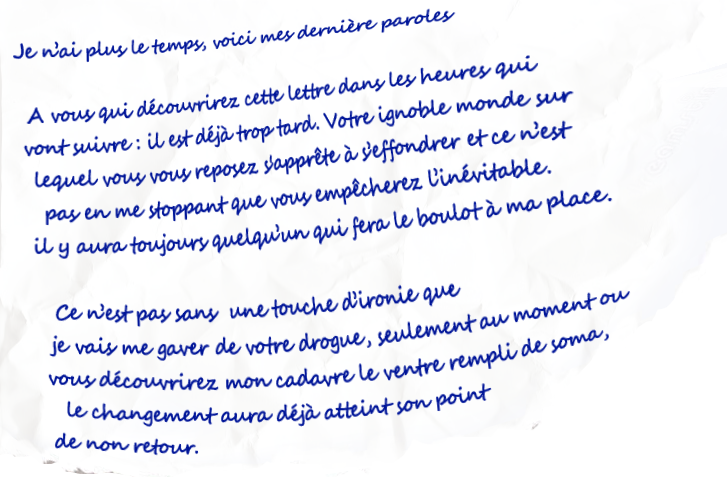 Je n'ai plus le temps, voici mes dernière paroles
A vous qui découvrirez cette lettre dans les heures qui
vont suivre : il est déjà trop tard. Votre ignoble monde sur
lequel vous vous reposez s'apprête à s'effondrer et ce n'est
pas en me stoppant que vous empêcherez l'inévitable.
il y aura toujours quelqu'un qui fera le boulot à ma place.
Ce n'est pas sans une touche d'ironie que
je vais me gaver de votre drogue, seulement au moment ou
vous découvrirez mon cadavre le ventre rempli de soma,
le changement aura déjà atteint son point
de non retour.